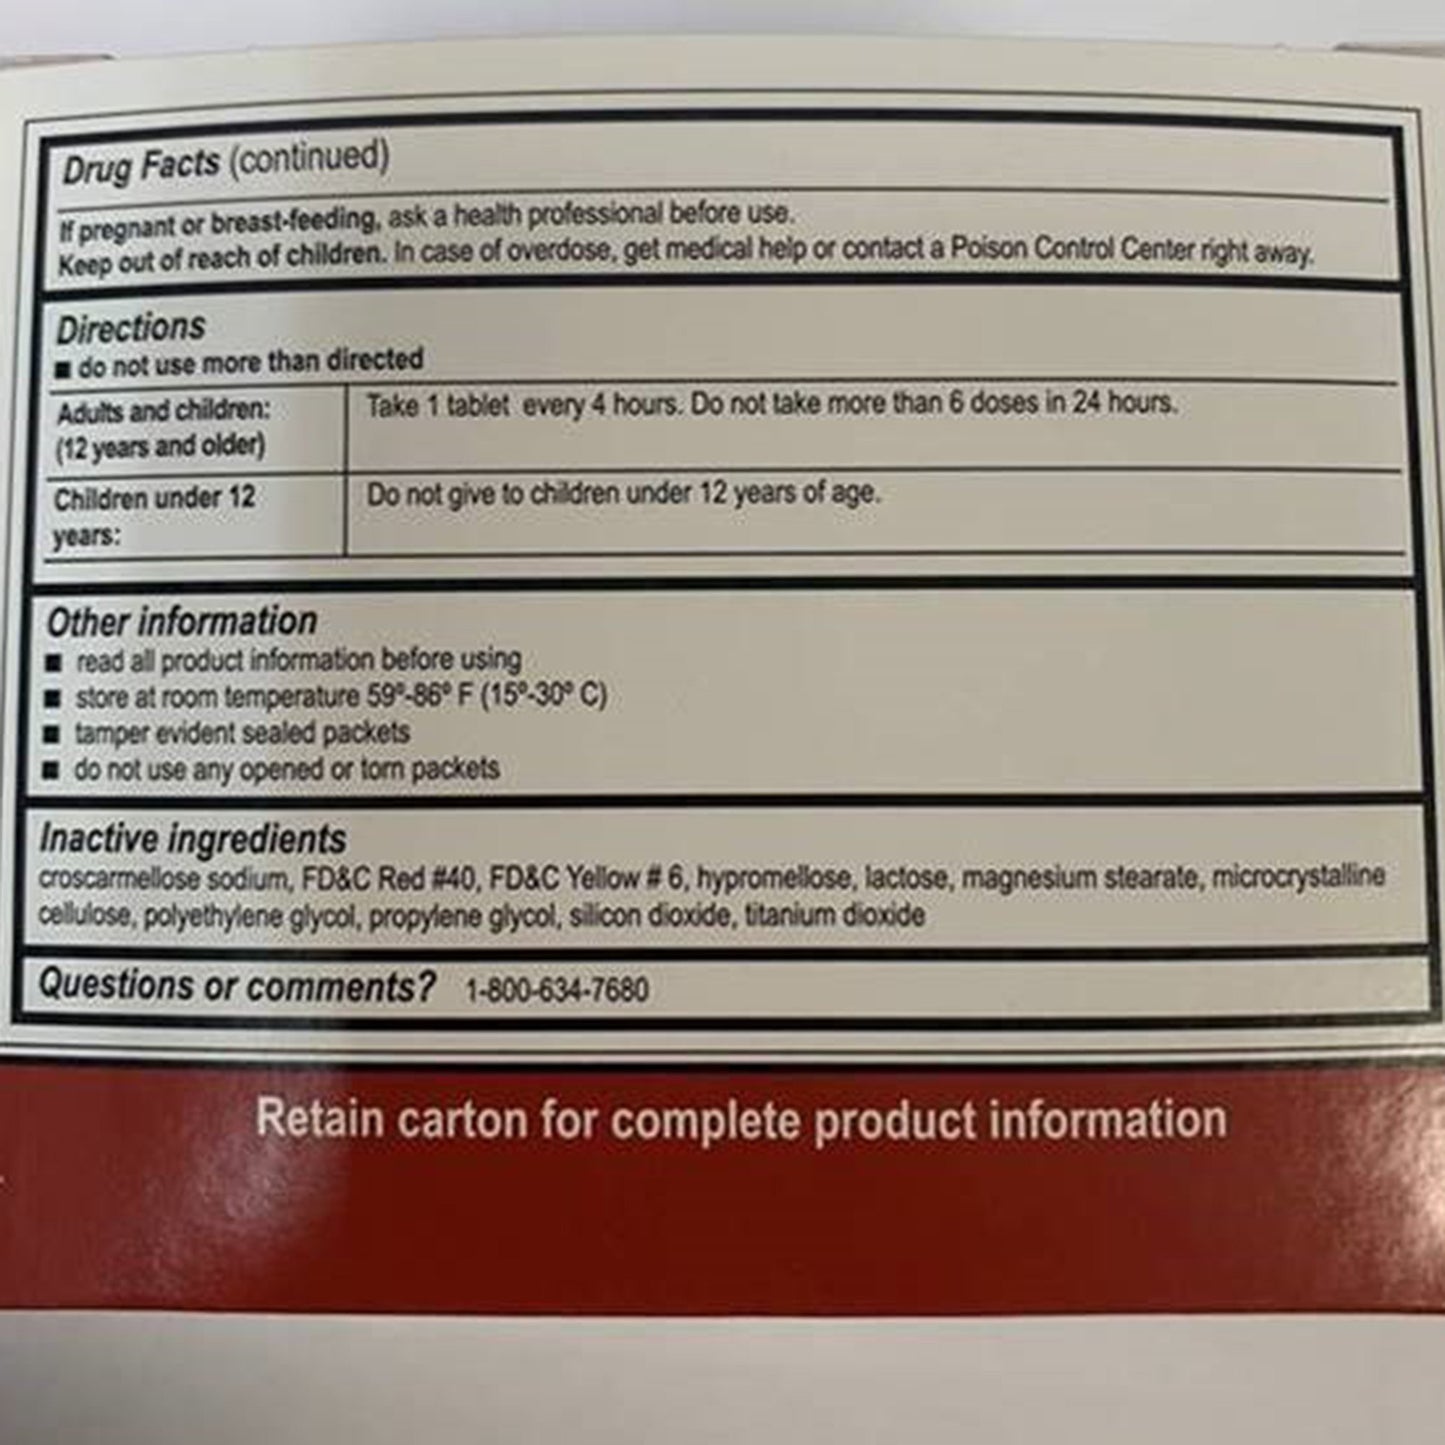 Drug Facts (continued)
If pregnant or breast-feeding, ask a health professional before use.
Keep out of reach of children. In case of overdose, get medical help or contact a Poison Control Center right away.
Directions
■ do not use more than directed
Adults and children:
(12 years and older)
Take 1 tablet every 4 hours. Do not take more than 6 doses in 24 hours.
Children under 12
years:
Do not give to children under 12 years of age.
Other information
■ read all product information before using
■ store at room temperature 59º-86º F (15º-30º C)
■ tamper evident sealed packets
■ do not use any opened or torn packets
Inactive ingredients
croscarmellose sodium, FD&C Red #40, FD&C Yellow # 6, hypromellose, lactose, magnesium stearate, microcrystalline
cellulose, polyethylene glycol, propylene glycol, silicon dioxide, titanium dioxide
Questions or comments? 1-800-634-7680
Retain carton for complete product information